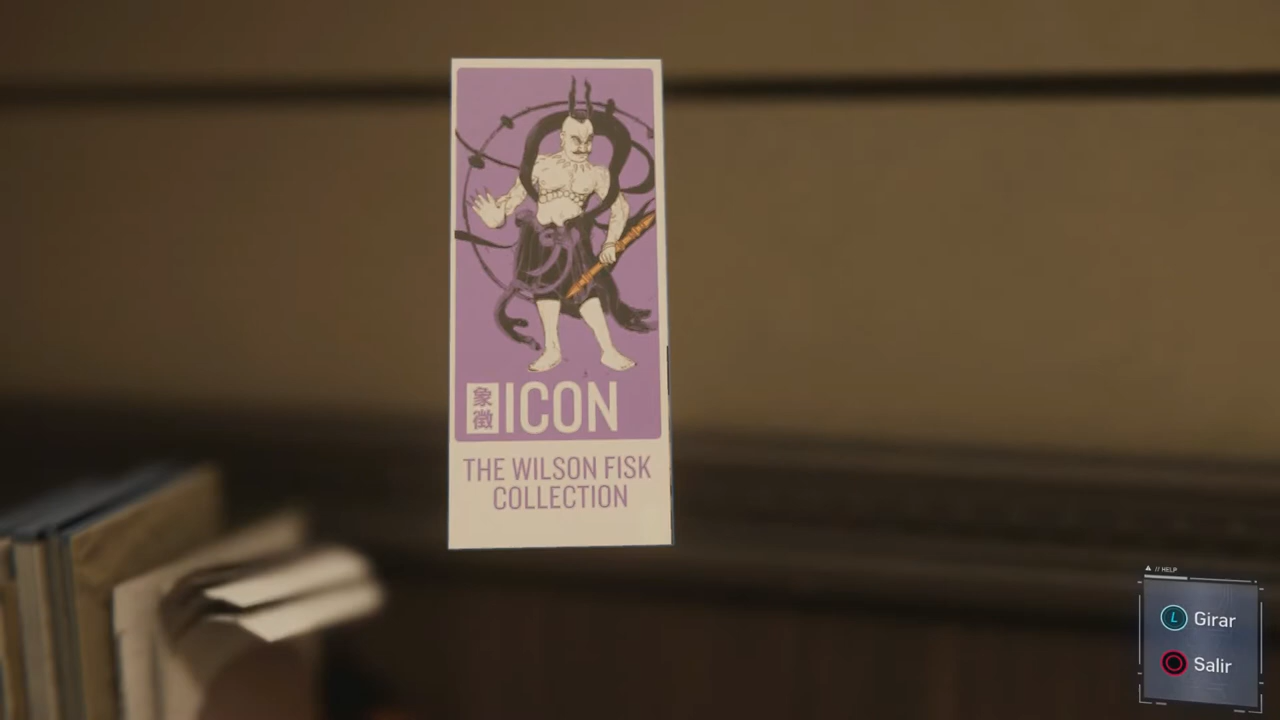 象徵 ICON
THE WILSON FISK
COLLECTION
// HELP
L Girar
Salir